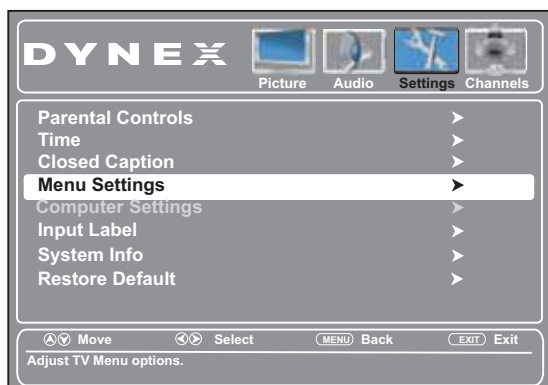 DYNEX
Picture Audio Settings Channels
Parental Controls
Time
Closed Caption
Menu Settings
Computer Settings
Input Label
System Info
Restore Default
Move Select MENU Back EXIT Exit
Adjust TV Menu options.